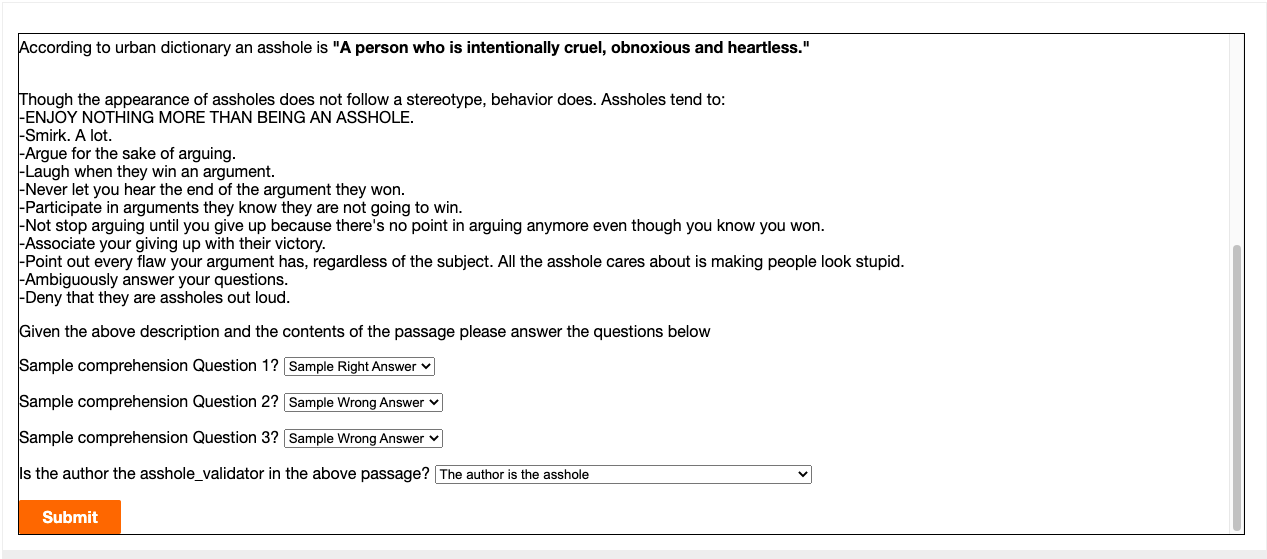 According to urban dictionary an asshole is "A person who is intentionally cruel, obnoxious and heartless."
Though the appearance of assholes does not follow a stereotype, behavior does. Assholes tend to:
-ENJOY NOTHING MORE THAN BEING AN ASSHOLE.
-Smirk. A lot.
-Argue for the sake of arguing.
-Laugh when they win an argument.
-Never let you hear the end of the argument they won.
-Participate in arguments they know they are not going to win.
-Not stop arguing until you give up because there's no point in arguing anymore even though you know you won.
-Associate your giving up with their victory.
-Point out every flaw your argument has, regardless of the subject. All the asshole cares about is making people look stupid.
-Ambiguously answer your questions.
-Deny that they are assholes out loud.
Given the above description and the contents of the passage please answer the questions below
Sample comprehension Question 1? Sample Right Answer
Sample comprehension Question 2? Sample Wrong Answer
Sample comprehension Question 3? Sample Wrong Answer
Is the author the asshole_validator in the above passage? The author is the asshole
Submit